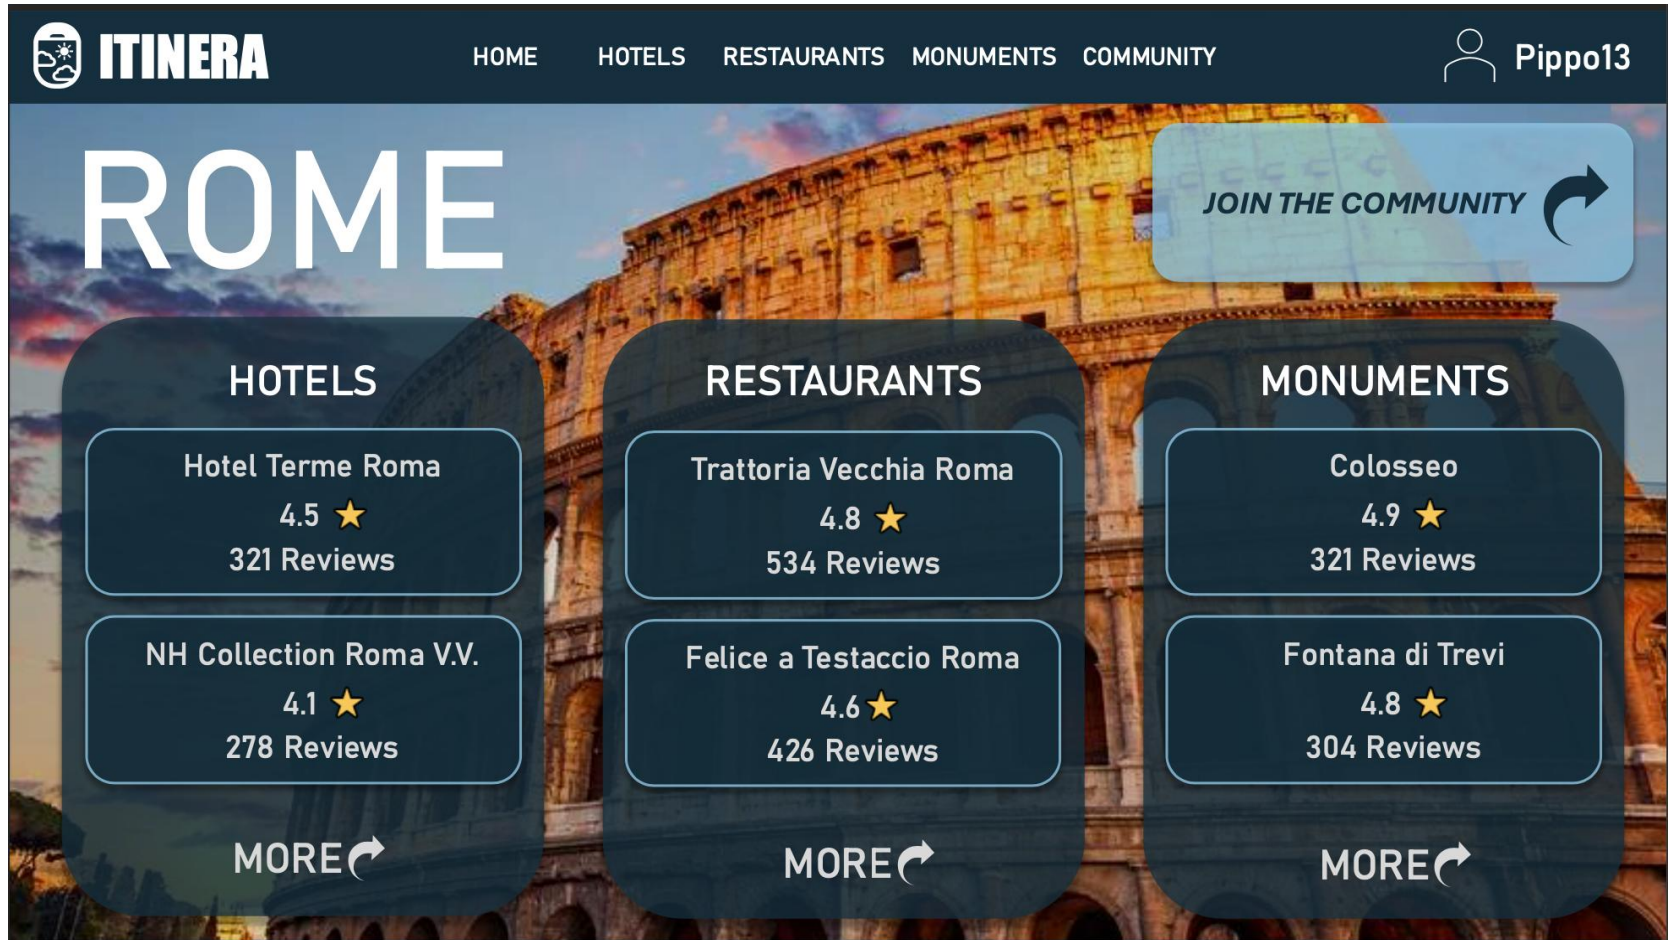 ITINERA
HOME HOTELS RESTAURANTS MONUMENTS COMMUNITY
Pippo13
ROME
JOIN THE COMMUNITY
HOTELS
Hotel Terme Roma
4.5
321 Reviews
NH Collection Roma V.V.
4.1
278 Reviews
MORE
RESTAURANTS
Trattoria Vecchia Roma
4.8
534 Reviews
Felice a Testaccio Roma
4.6
426 Reviews
MORE
MONUMENTS
Colosseo
4.9
321 Reviews
Fontana di Trevi
4.8
304 Reviews
MORE